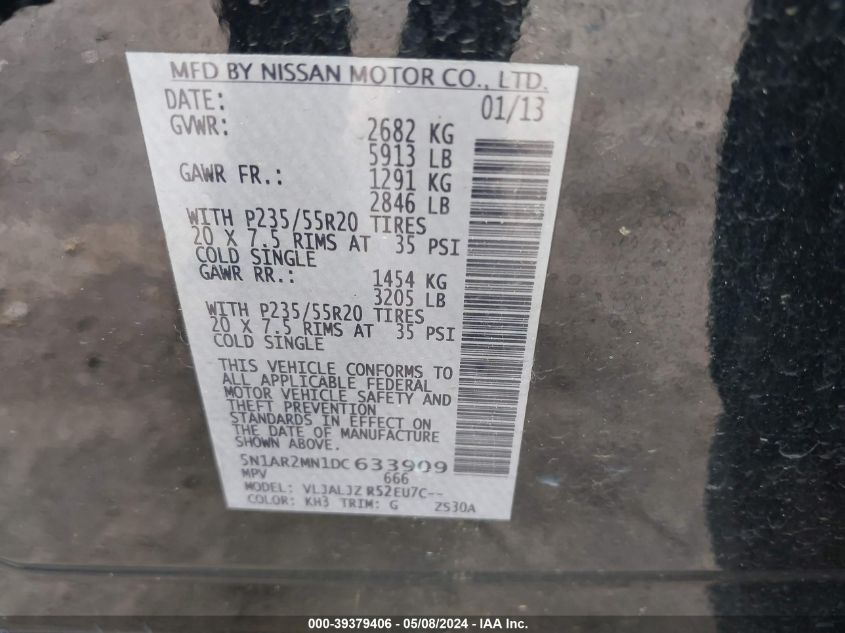 MFD BY NISSAN MOTOR CO., LTD.
DATE: 01/13
GVWR: 2682 KG
5913 LB
GAWR FR.: 1291 KG
2846 LB
WITH P235/55R20 TIRES
20 X 7.5 RIMS AT 35 PSI
COLD SINGLE
GAWR RR.: 1454 KG
3205 LB
WITH P235/55R20 TIRES
20 X 7.5 RIMS AT 35 PSI
COLD SINGLE
THIS VEHICLE CONFORMS TO
ALL APPLICABLE FEDERAL
MOTOR VEHICLE SAFETY AND
THEFT PREVENTION
STANDARDS IN EFFECT ON
THE DATE OF MANUFACTURE
SHOWN ABOVE.
5N1AR2MN1DC 633909
MPV 666
MODEL: VLJALJZ R52EU7C--
COLOR: KH3 TRIM: G ZS30A
000-39379406 - 05/08/2024 - IAA Inc.